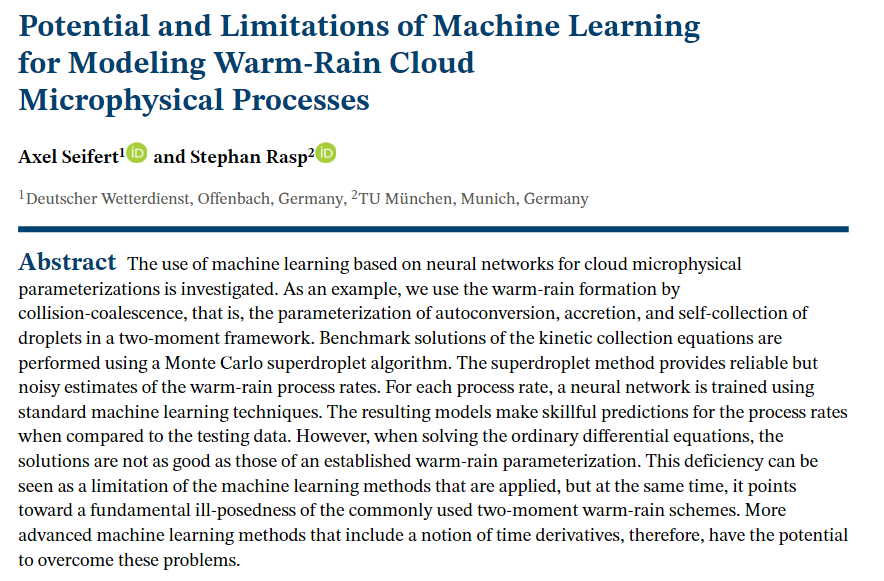 Potential and Limitations of Machine Learning
for Modeling Warm-Rain Cloud
Microphysical Processes
Axel Seifert1 iD and Stephan Rasp2 iD
1Deutscher Wetterdienst, Offenbach, Germany, 2TU München, Munich, Germany
Abstract The use of machine learning based on neural networks for cloud microphysical
parameterizations is investigated. As an example, we use the warm-rain formation by
collision-coalescence, that is, the parameterization of autoconversion, accretion, and self-collection of
droplets in a two-moment framework. Benchmark solutions of the kinetic collection equations are
performed using a Monte Carlo superdroplet algorithm. The superdroplet method provides reliable but
noisy estimates of the warm-rain process rates. For each process rate, a neural network is trained using
standard machine learning techniques. The resulting models make skillful predictions for the process rates
when compared to the testing data. However, when solving the ordinary differential equations, the
solutions are not as good as those of an established warm-rain parameterization. This deficiency can be
seen as a limitation of the machine learning methods that are applied, but at the same time, it points
toward a fundamental ill-posedness of the commonly used two-moment warm-rain schemes. More
advanced machine learning methods that include a notion of time derivatives, therefore, have the potential
to overcome these problems.